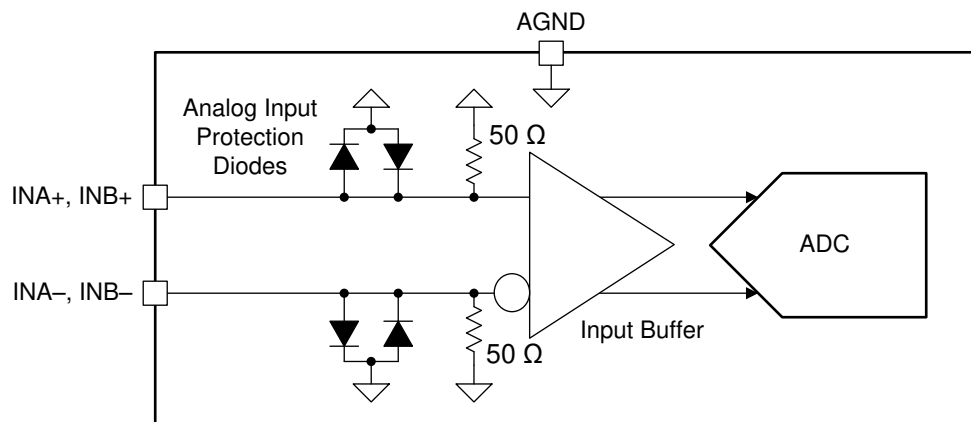 AGND
Analog Input
Protection
Diodes
50 Ω
INA+, INB+
ADC
INA–, INB–
Input Buffer
50 Ω